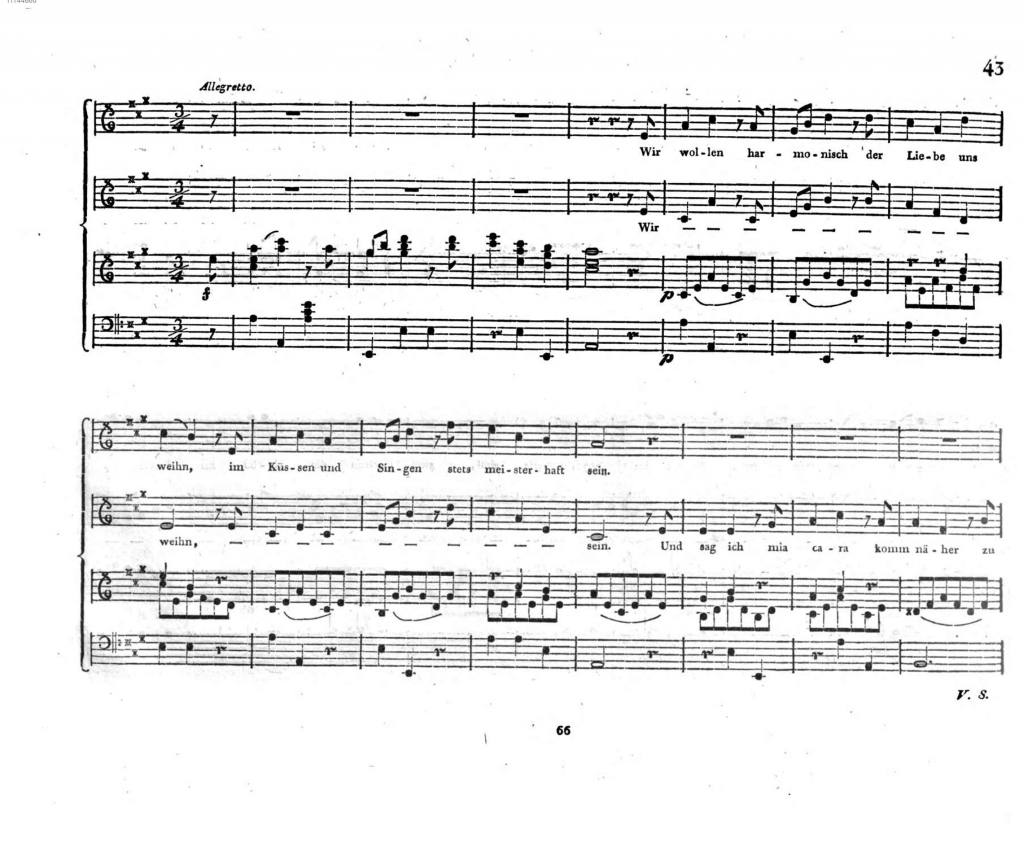 43
Allegretto.
Wir wol-len har - mo-nisch der Lie-be uns
Wir — — — — — — — —
f
p
p
weihn, im Küs-sen und Sin-gen stets mei-ster-haft sein.
weihn, — — — — — — — — — sein. Und sag ich mia ca - ra komm nä - her zu
V. S.
66